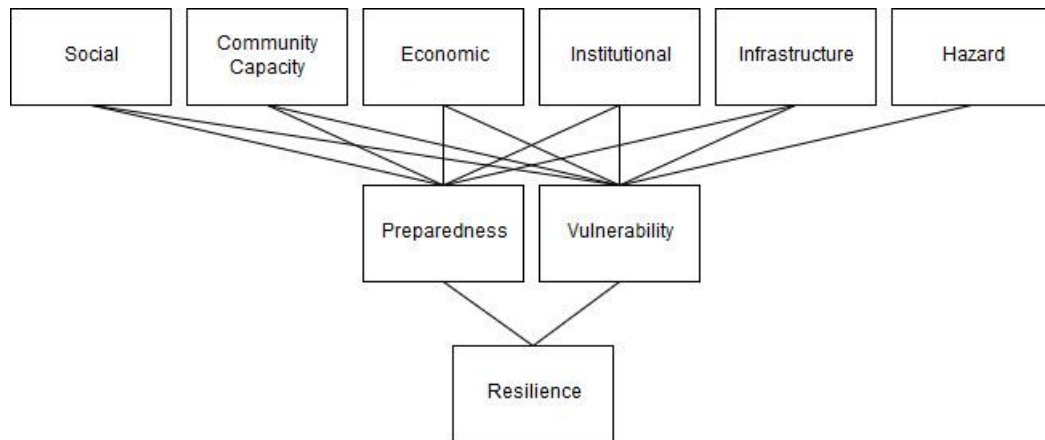 Social
Community
Capacity
Economic
Institutional
Infrastructure
Hazard
Preparedness
Vulnerability
Resilience